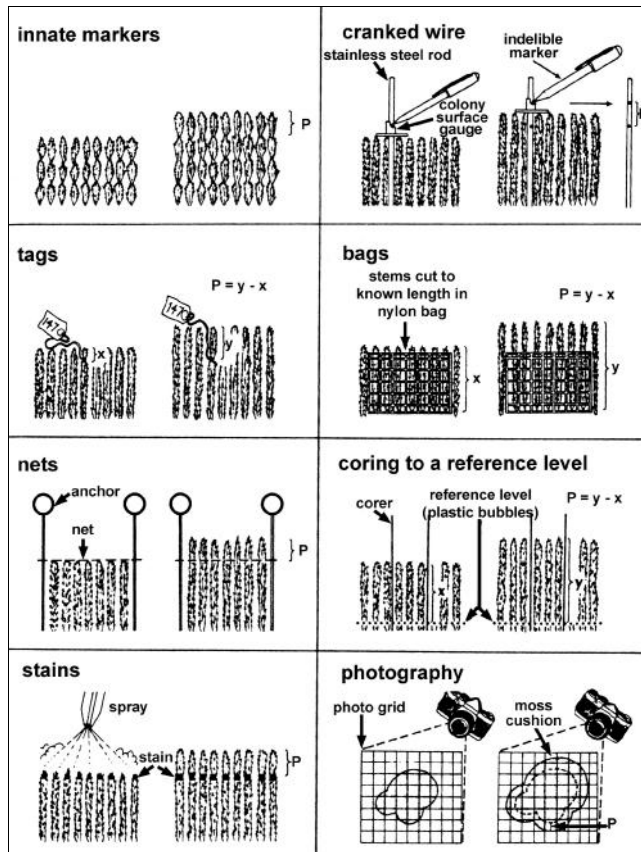 innate markers
P
cranked wire
stainless steel rod
indelible
marker
colony
surface
gauge
tags
P = y - x
1470
x
1470
y
bags
stems cut to
known length in
nylon bag
P = y - x
x
y
nets
anchor
net
P
coring to a reference level
corer
reference level
(plastic bubbles)
P = y - x
x
y
stains
spray
stain
P
photography
photo grid
moss
cushion
P